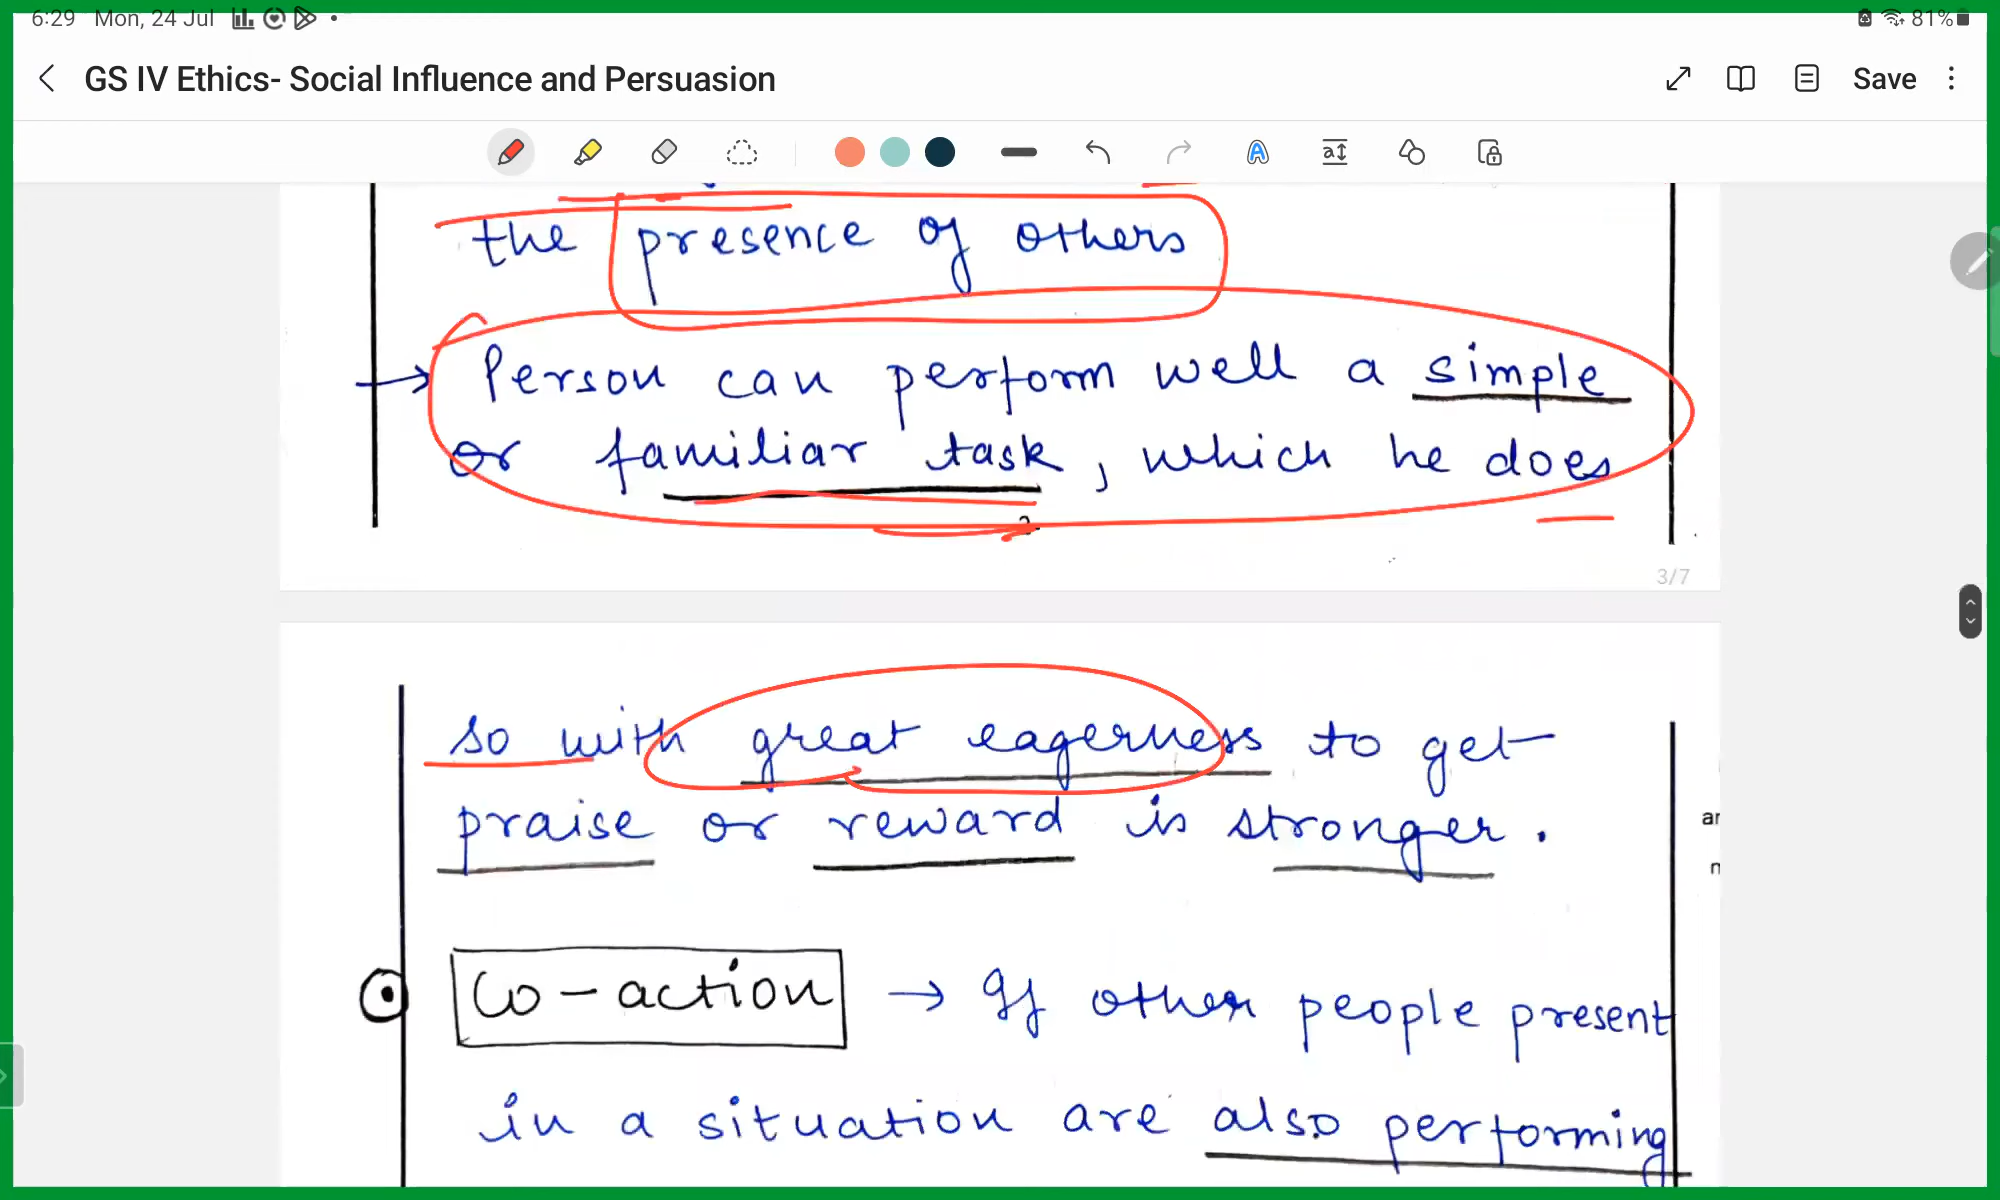 6:29 Mon, 24 Jul 81%
GS IV Ethics- Social Influence and Persuasion Save
the presence of others
→ Person can perform well a simple
or familiar task, which he does
3/7
so with great eagerness to get
praise or reward is stronger.
ar
n
Co-action → If other people present
in a situation are also performing